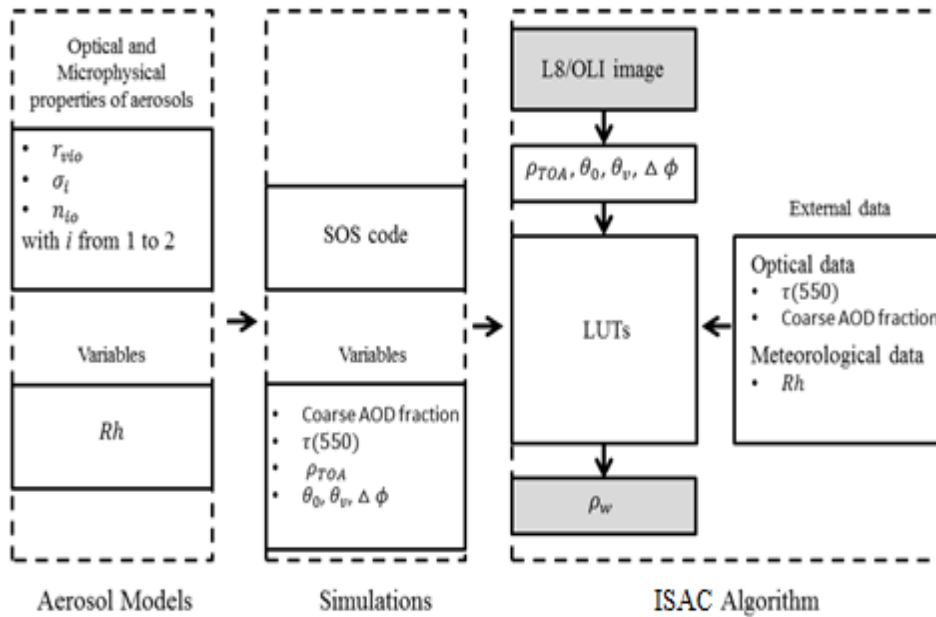 Optical and
Microphysical
properties of aerosols
• r_vio
• σ_i
• n_io
with i from 1 to 2
Variables
Rh
Aerosol Models
SOS code
Variables
• Coarse AOD fraction
• τ(550)
• ρ_TOA
• θ_0, θ_v, Δ ϕ
Simulations
L8/OLI image
ρ_TOA, θ_0, θ_v, Δ ϕ
LUTs
ρ_w
External data
Optical data
• τ(550)
• Coarse AOD fraction
Meteorological data
• Rh
ISAC Algorithm